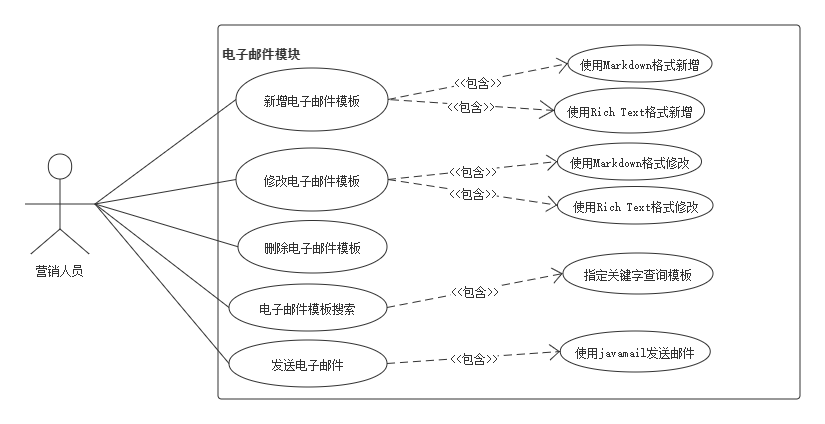 电子邮件模块
使用Markdown格式新增
<<包含>>
新增电子邮件模板
<<包含>>
使用Rich Text格式新增
使用Markdown格式修改
<<包含>>
修改电子邮件模板
<<包含>>
使用Rich Text格式修改
删除电子邮件模板
营销人员
指定关键字查询模板
<<包含>>
电子邮件模板搜索
使用javamail发送邮件
<<包含>>
发送电子邮件